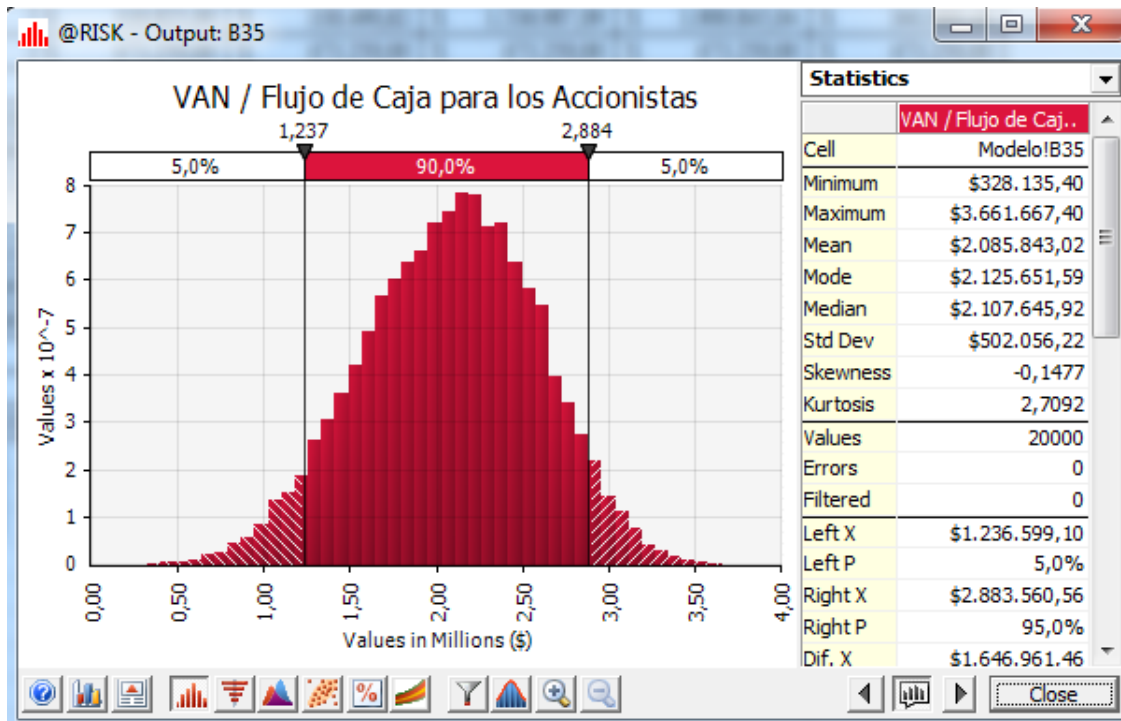 @RISK - Output: B35
VAN / Flujo de Caja para los Accionistas
1,237 2,884
5,0% 90,0% 5,0%
Values x 10^-7
8
7
6
5
4
3
2
1
0
0,00 0,50 1,00 1,50 2,00 2,50 3,00 3,50 4,00
Values in Millions ($)
Statistics
VAN / Flujo de Caj..
Cell Modelo!B35
Minimum $328.135,40
Maximum $3.661.667,40
Mean $2.085.843,02
Mode $2.125.651,59
Median $2.107.645,92
Std Dev $502.056,22
Skewness -0,1477
Kurtosis 2,7092
Values 20000
Errors 0
Filtered 0
Left X $1.236.599,10
Left P 5,0%
Right X $2.883.560,56
Right P 95,0%
Dif. X $1.646.961.46
Close